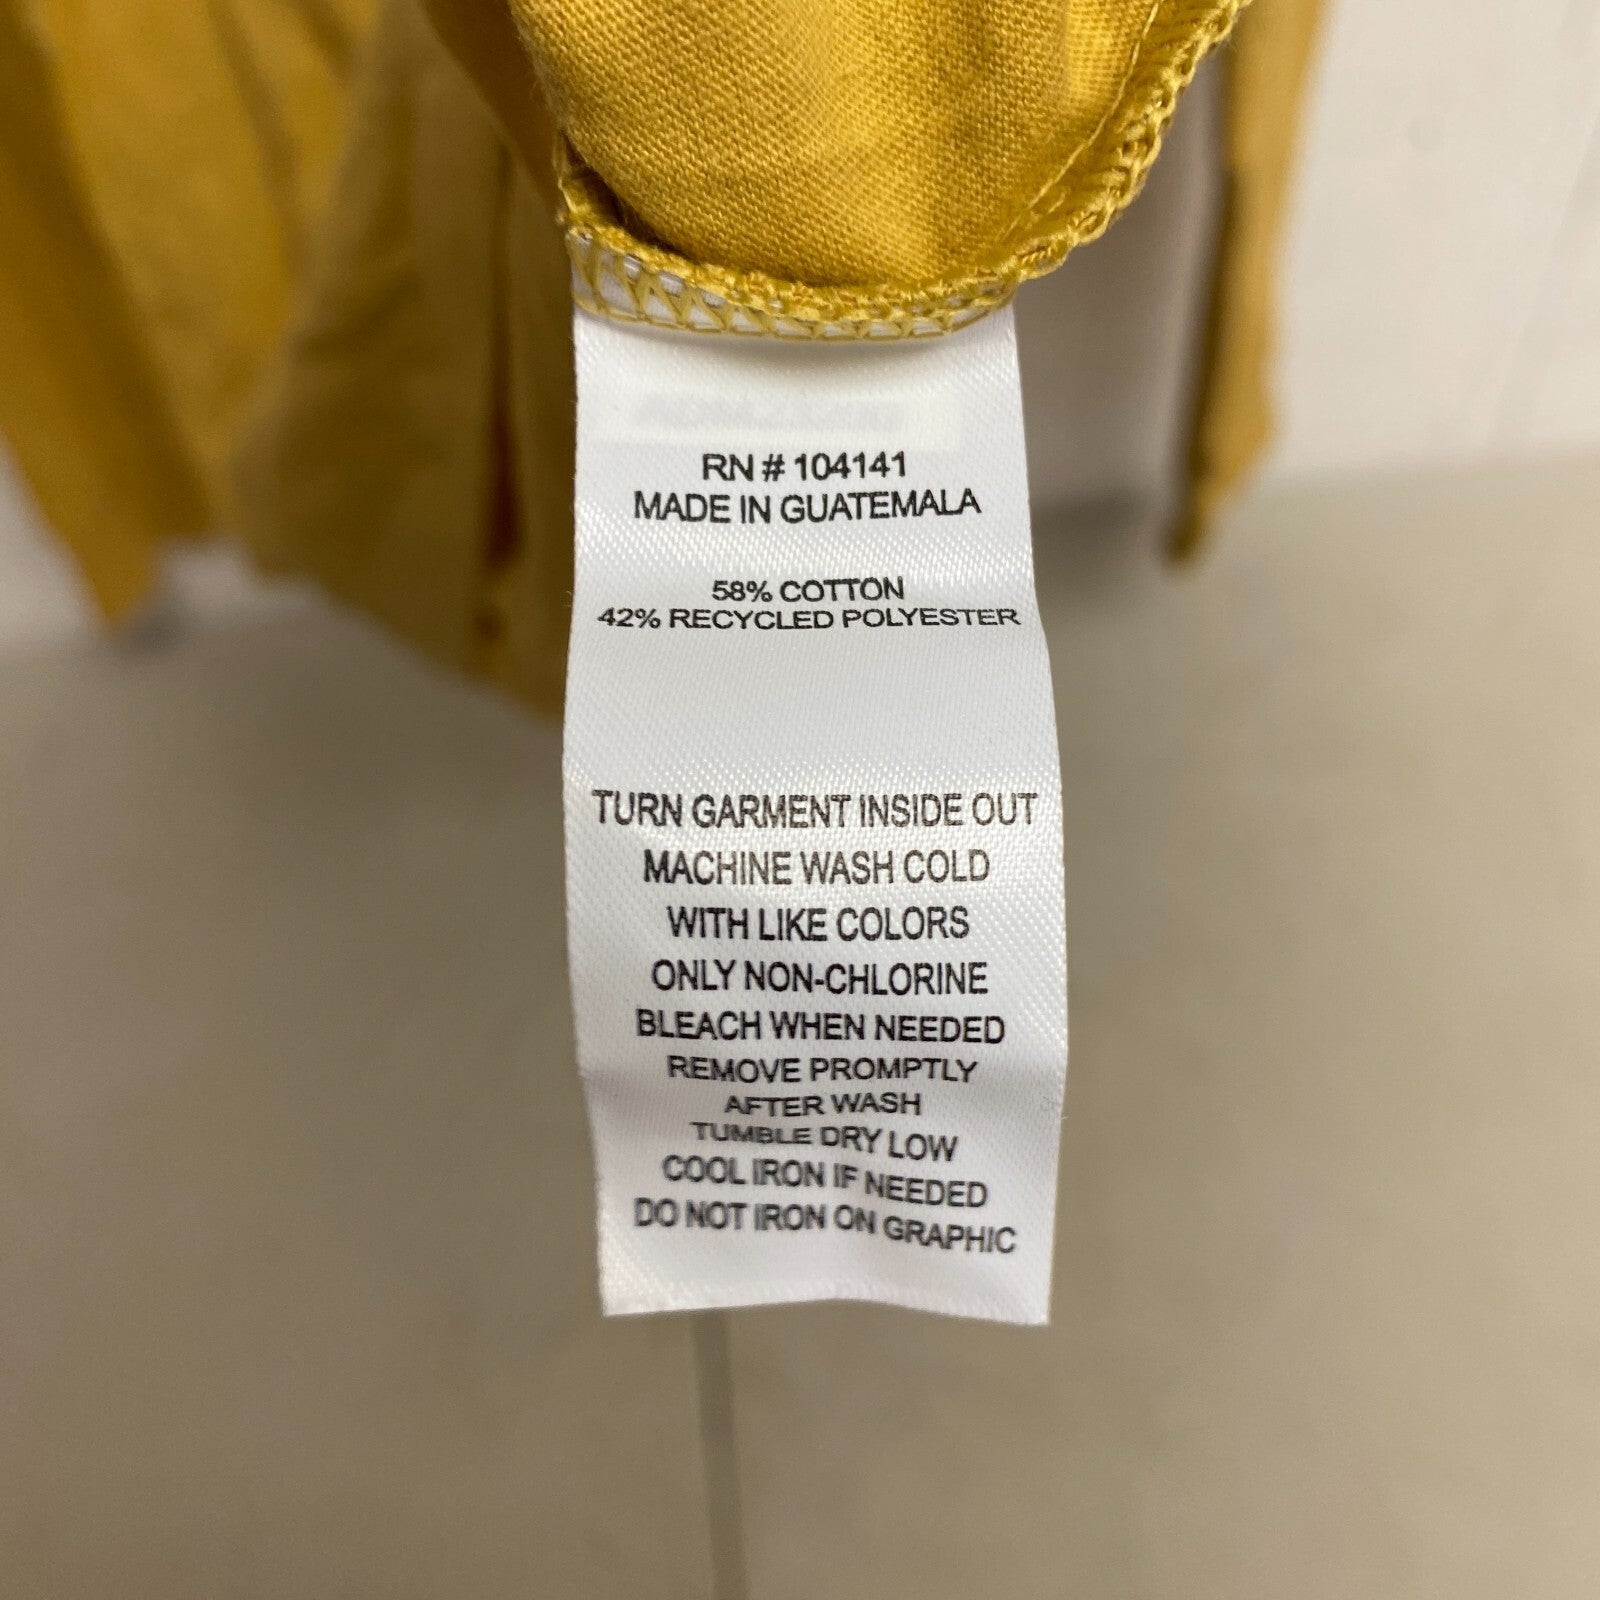 RN # 104141
MADE IN GUATEMALA
58% COTTON
42% RECYCLED POLYESTER
TURN GARMENT INSIDE OUT
MACHINE WASH COLD
WITH LIKE COLORS
ONLY NON-CHLORINE
BLEACH WHEN NEEDED
REMOVE PROMPTLY
AFTER WASH
TUMBLE DRY LOW
COOL IRON IF NEEDED
DO NOT IRON ON GRAPHIC